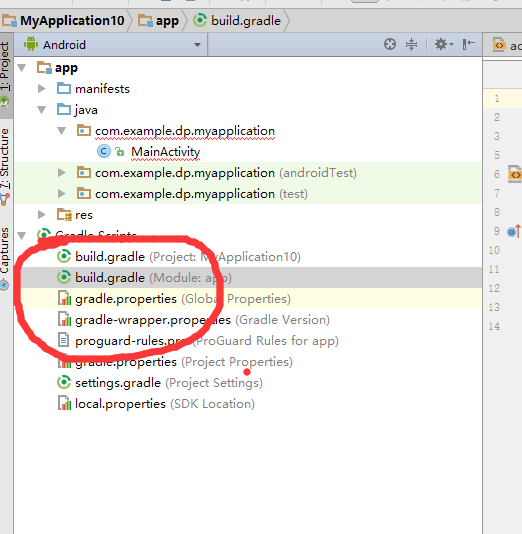 MyApplication10 app build.gradle
Android
1: Project
7: Structure
Captures
app
manifests
java
com.example.dp.myapplication
MainActivity
com.example.dp.myapplication (androidTest)
com.example.dp.myapplication (test)
res
Gradle Scripts
build.gradle (Project: MyApplication10)
build.gradle (Module: app)
gradle.properties (Global Properties)
gradle-wrapper.properties (Gradle Version)
proguard-rules.pro (ProGuard Rules for app)
gradle.properties (Project Properties)
settings.gradle (Project Settings)
local.properties (SDK Location)
1
2
3
4
5
6
7
8
9
10
11
12
13
14